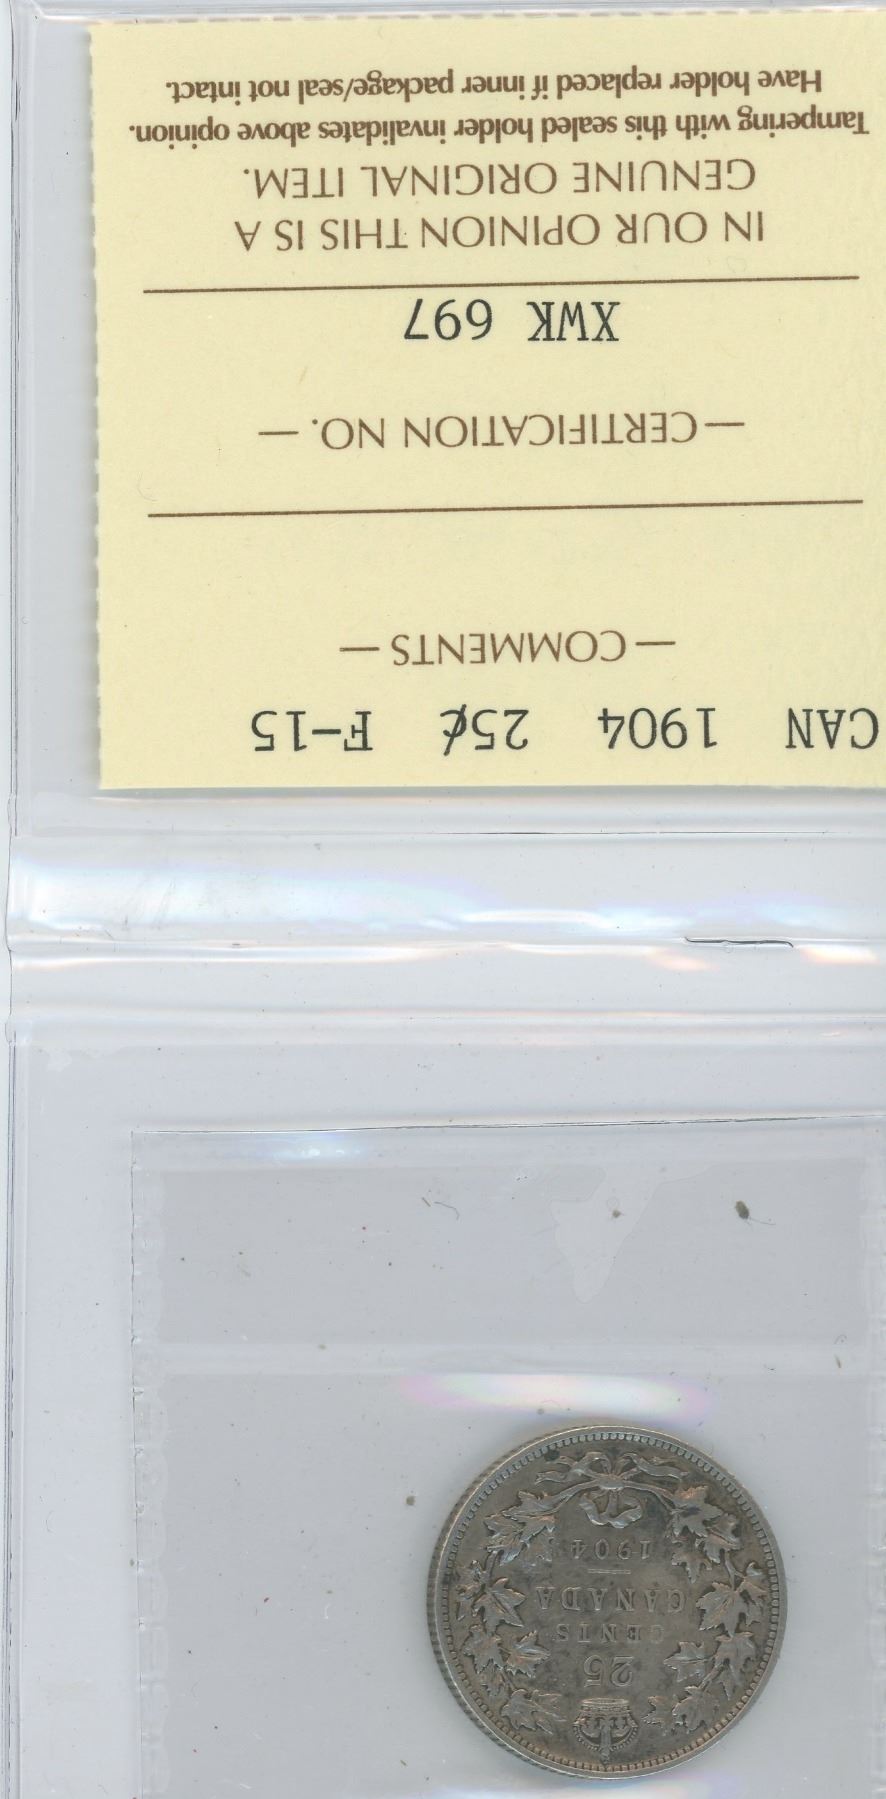 25
CENTS
CANADA
1904
CAN 1904 25¢ F-15
— COMMENTS —
— CERTIFICATION NO. —
XWK 697
IN OUR OPINION THIS IS A
GENUINE ORIGINAL ITEM.
Tampering with this sealed holder invalidates above opinion.
Have holder replaced if inner package/seal not intact.